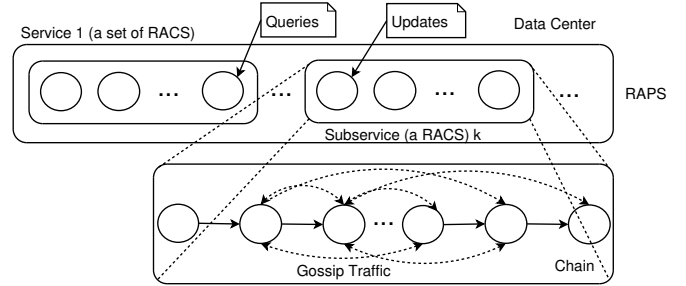 Queries
Updates
Data Center
Service 1 (a set of RACS)
...
...
...
...
RAPS
Subservice (a RACS) k
...
Gossip Traffic
Chain